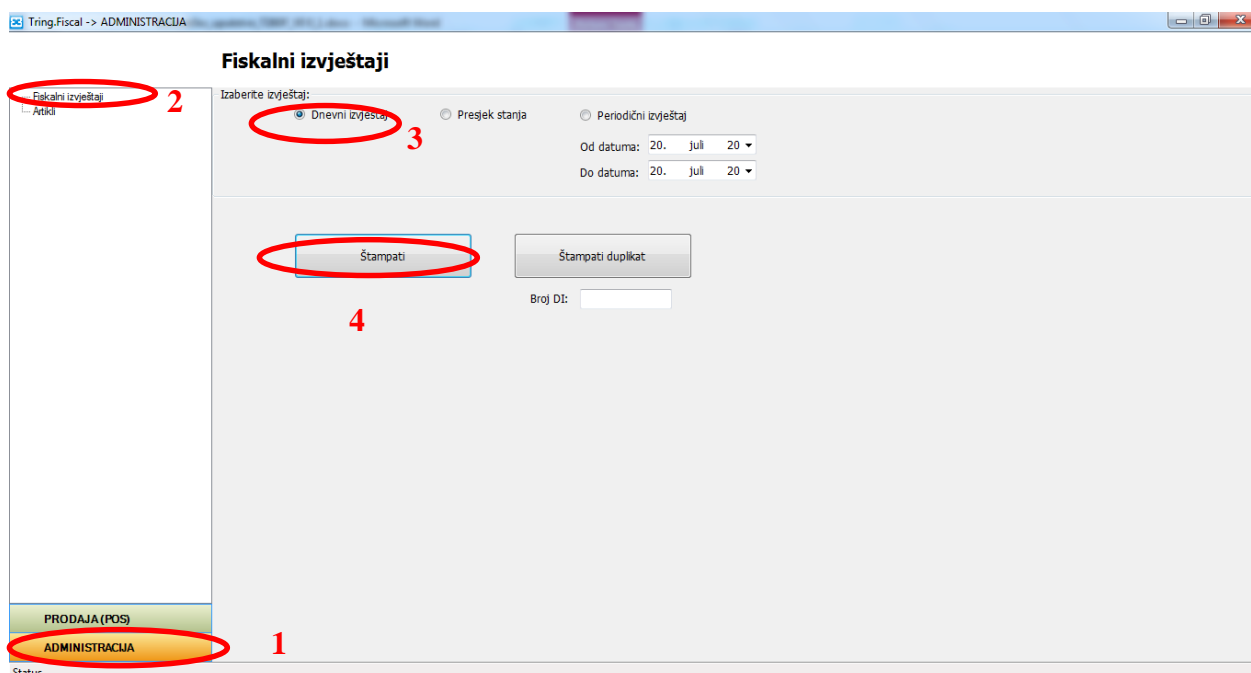 Tring.Fiscal -> ADMINISTRACIJA
Microsoft Word
Fiskalni izvještaji
Fiskalni izvještaji
2
Artikli
Izaberite izvještaj:
Dnevni izvještaj
Presjek stanja
Periodični izvještaj
3
Od datuma: 20. juli 20
Do datuma: 20. juli 20
Štampati
Štampati duplikat
Broj DI:
4
PRODAJA (POS)
ADMINISTRACIJA
1
Status